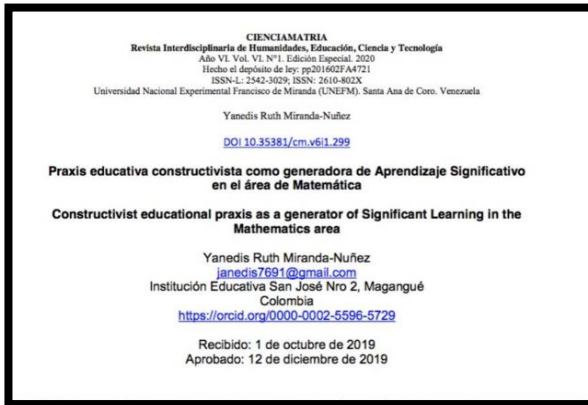 CIENCIAMATRIA
Revista Interdisciplinaria de Humanidades, Educación, Ciencia y Tecnología
Año VI. Vol. VI. N°1. Edición Especial. 2020
Hecho el depósito de ley: pp201602FA4721
ISSN-L: 2542-3029; ISSN: 2610-802X
Universidad Nacional Experimental Francisco de Miranda (UNEFM). Santa Ana de Coro. Venezuela
Yanedis Ruth Miranda-Nuñez
DOI 10.35381/cm.v6i1.299
Praxis educativa constructivista como generadora de Aprendizaje Significativo
en el área de Matemática
Constructivist educational praxis as a generator of Significant Learning in the
Mathematics area
Yanedis Ruth Miranda-Nuñez
janedis7691@gmail.com
Institución Educativa San José Nro 2, Magangué
Colombia
https://orcid.org/0000-0002-5596-5729
Recibido: 1 de octubre de 2019
Aprobado: 12 de diciembre de 2019